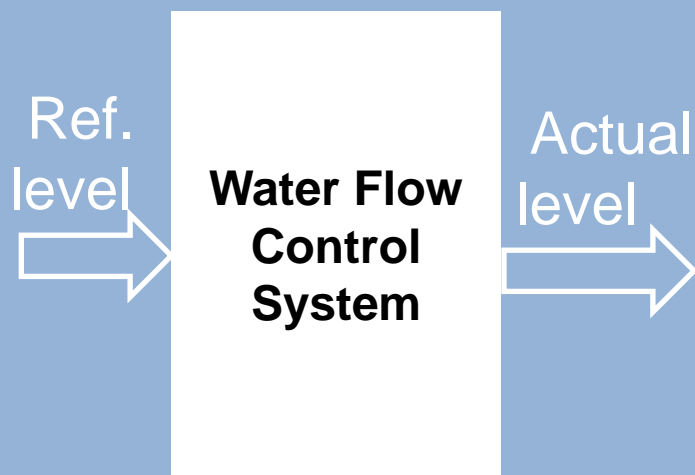 Ref.
level
Water Flow
Control
System
Actual
level